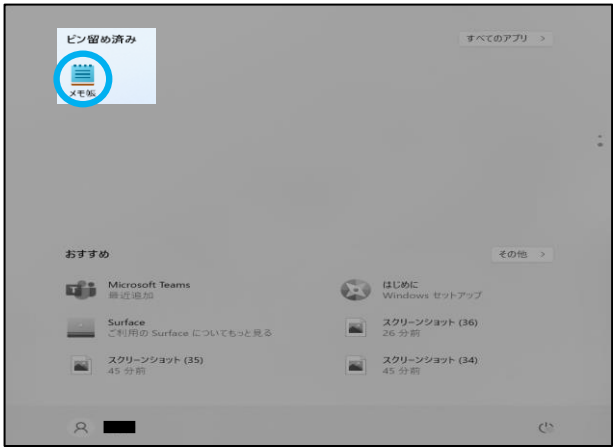 ピン留め済み
すべてのアプリ >
メモ帳
おすすめ
その他 >
Microsoft Teams
最近追加
はじめに
Windows セットアップ
Surface
ご利用の Surface についてもっと見る
スクリーンショット (36)
26 分前
スクリーンショット (35)
45 分前
スクリーンショット (34)
45 分前